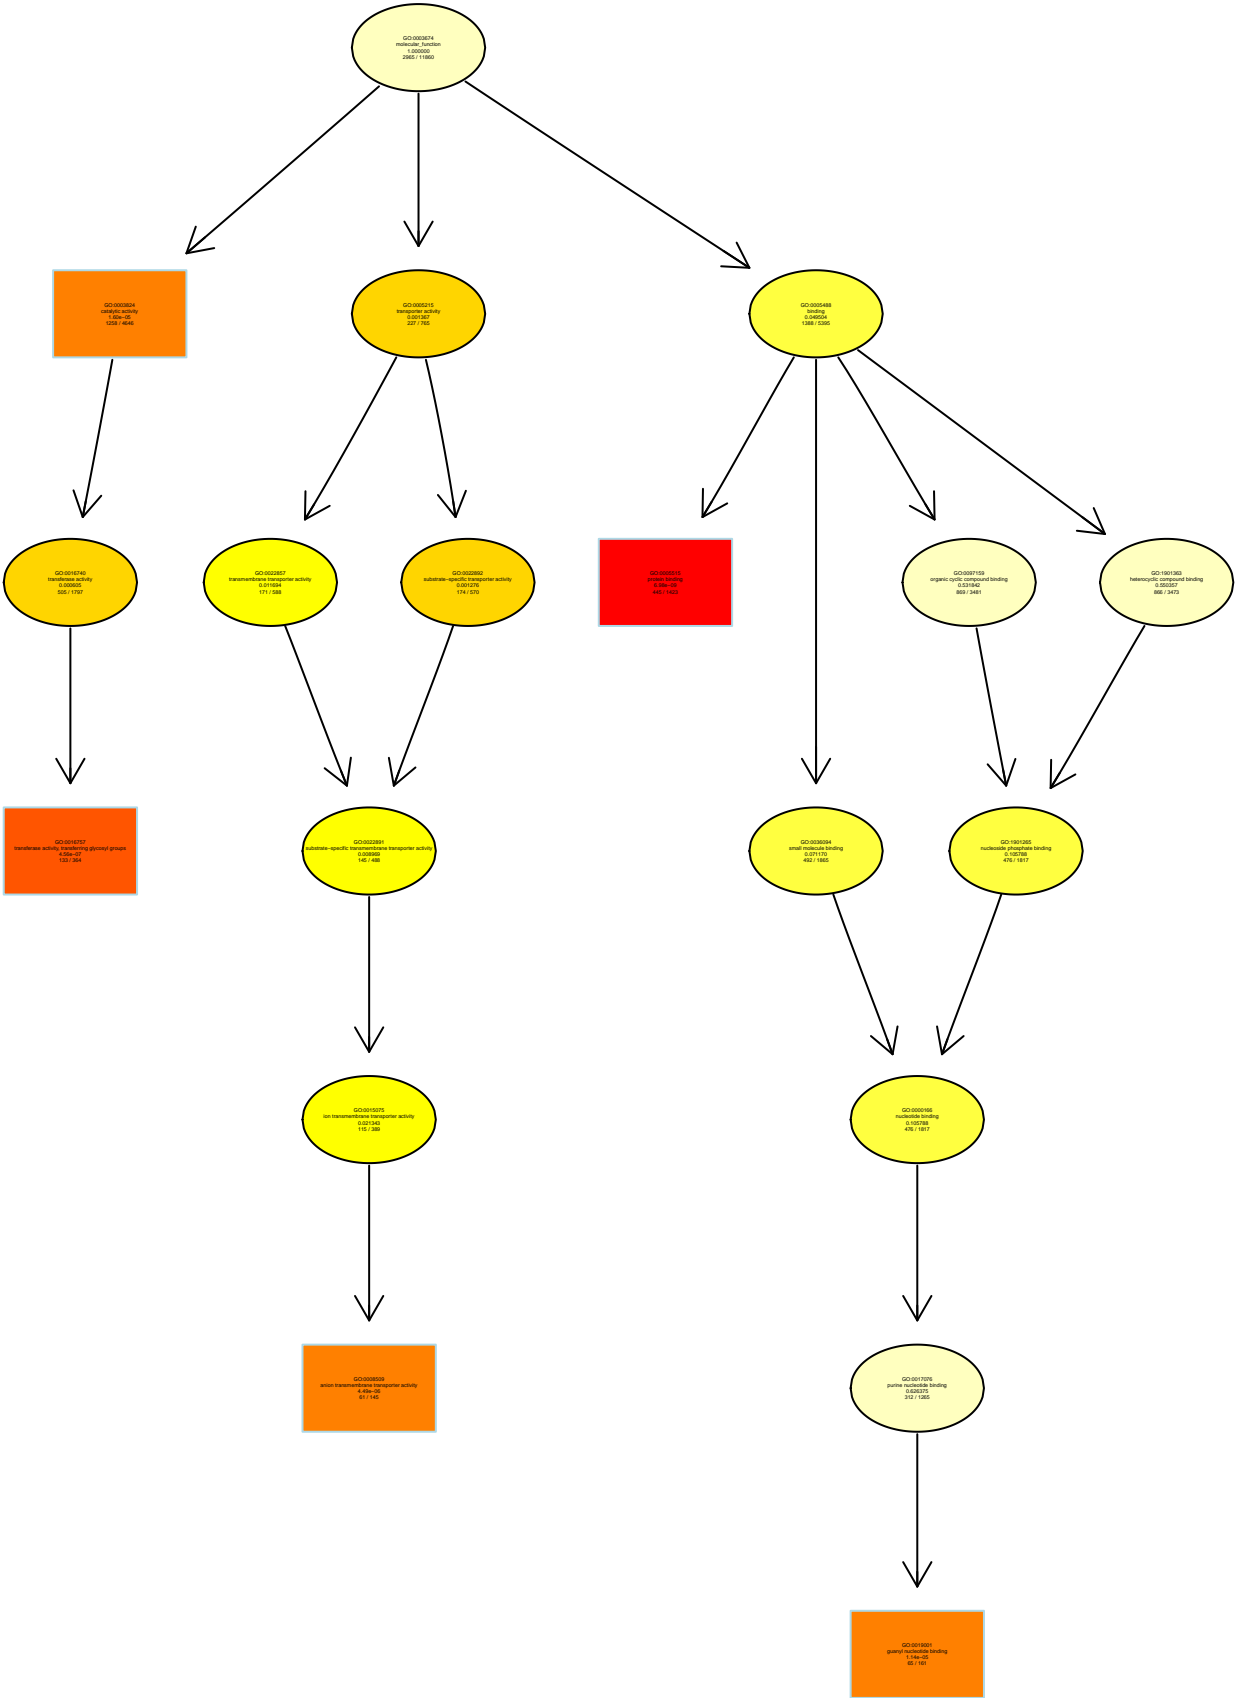 GO:0003674
molecular_function
1.000000
2965 / 11860
GO:0003824
catalytic activity
1258 / 4646
GO:0005215
transporter activity
0.001367
227 / 765
GO:0005488
binding
0.049504
1388 / 5395
GO:0016740
transferase activity
0.000605
505 / 1797
GO:0022857
transmembrane transporter activity
0.011694
171 / 588
GO:0022892
substrate−specific transporter activity
0.001276
174 / 570
GO:0005515
protein binding
GO:0097159
organic cyclic compound binding
0.531842
869 / 3481
GO:1901363
heterocyclic compound binding
0.550357
866 / 3473
GO:0016757
transferase activity, transferring glycosyl groups
133 / 384
GO:0022891
substrate−specific transmembrane transporter activity
0.008969
145 / 488
GO:0036094
small molecule binding
0.071170
492 / 1865
GO:1901265
nucleoside phosphate binding
0.105788
476 / 1817
GO:0015075
ion transmembrane transporter activity
0.021343
115 / 389
GO:0000166
nucleotide binding
0.105788
476 / 1817
GO:0008509
anion transmembrane transporter activity
4.49e−06
61 / 145
GO:0017076
purine nucleotide binding
0.626375
312 / 1265
GO:0019001
guanyl nucleotide binding
1.14e−05
65 / 161